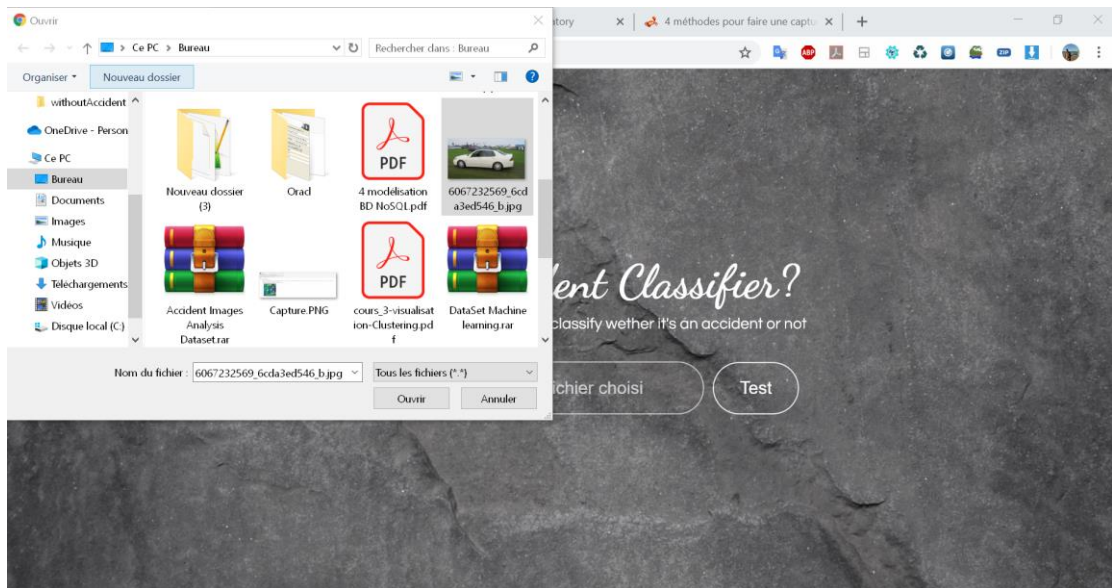 Ouvrir
Ce PC > Bureau
Rechercher dans : Bureau
Organiser
Nouveau dossier
withoutAccident
OneDrive - Person
Ce PC
Bureau
Documents
Images
Musique
Objets 3D
Téléchargements
Vidéos
Disque local (C:)
Nouveau dossier
(3)
Oracl
PDF
4 modélisation
BD NoSQL.pdf
6067232569_6cd
a3ed546_b.jpg
Accident Images
Analysis
Dataset.rar
Capture.PNG
PDF
cours_3-visualisat
ion-Clustering.pd
f
DataSet Machine
learning.rar
Nom du fichier : 6067232569_6cda3ed546_b.jpg
Tous les fichiers (*.*)
Ouvrir
Annuler
atory
4 méthodes pour faire une captu
ABP
ZIP
ent Classifier?
classify wether it's an accident or not
ichier choisi
Test